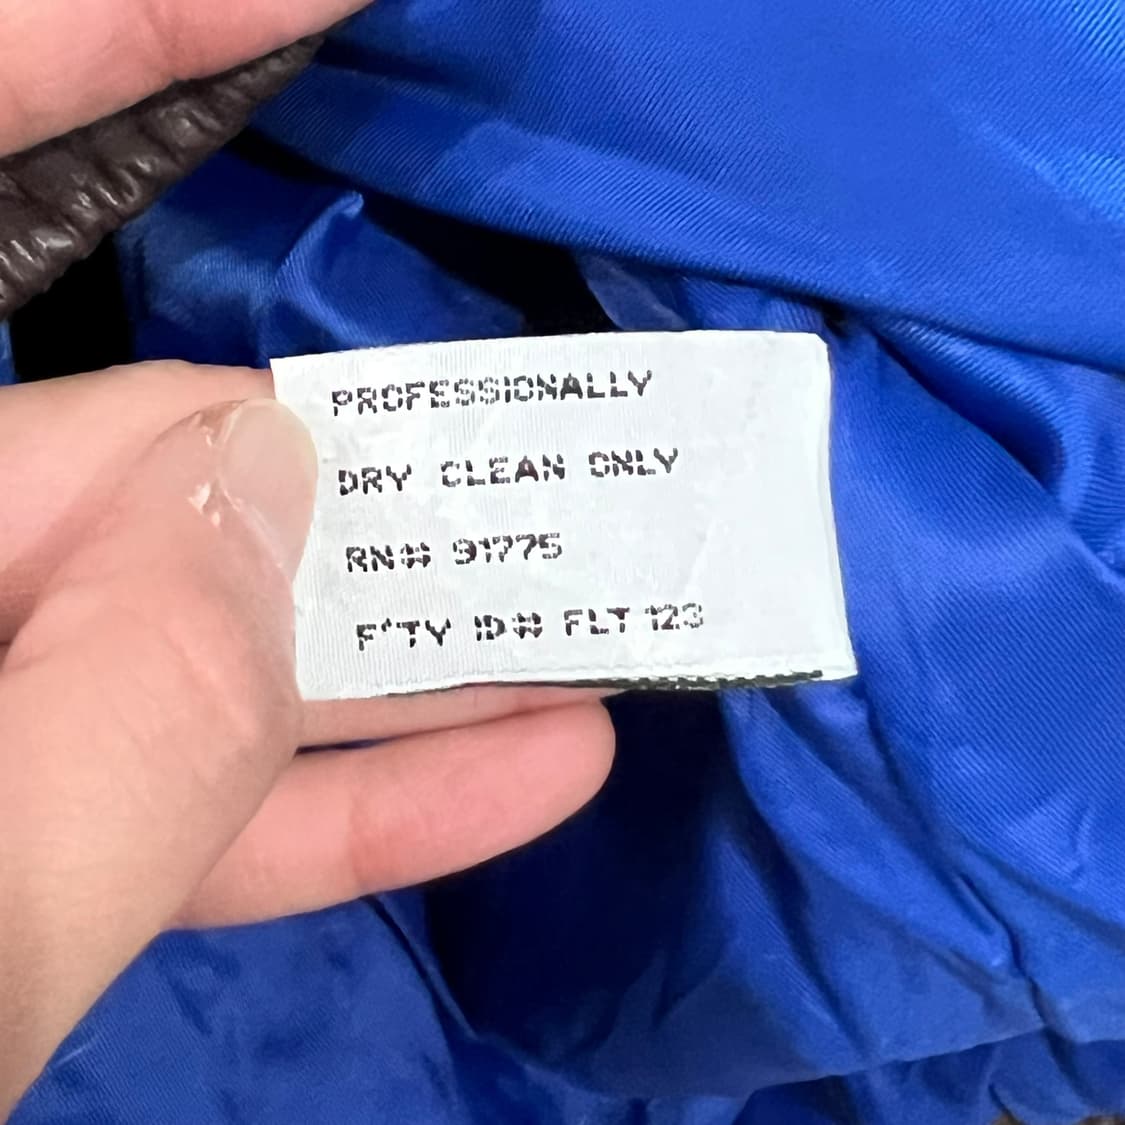 PROFESSIONALLY
DRY CLEAN ONLY
RN# 91775
F'TY ID# FLT 123